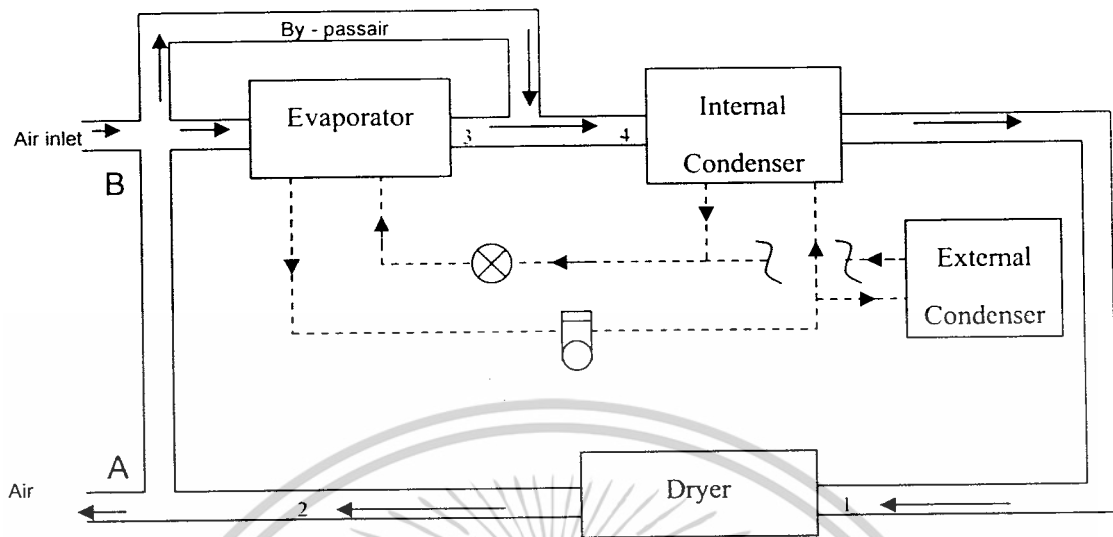 By - passair
Evaporator
Internal
Condenser
Air inlet
3
4
B
External
Condenser
A
Air
Dryer
2
1